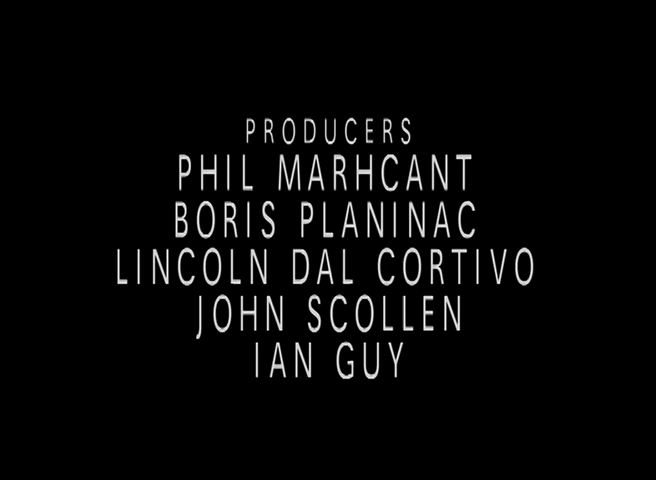 PRODUCERS
PHIL MARHCANT
BORIS PLANINAC
LINCOLN DAL CORTIVO
JOHN SCOLLEN
IAN GUY